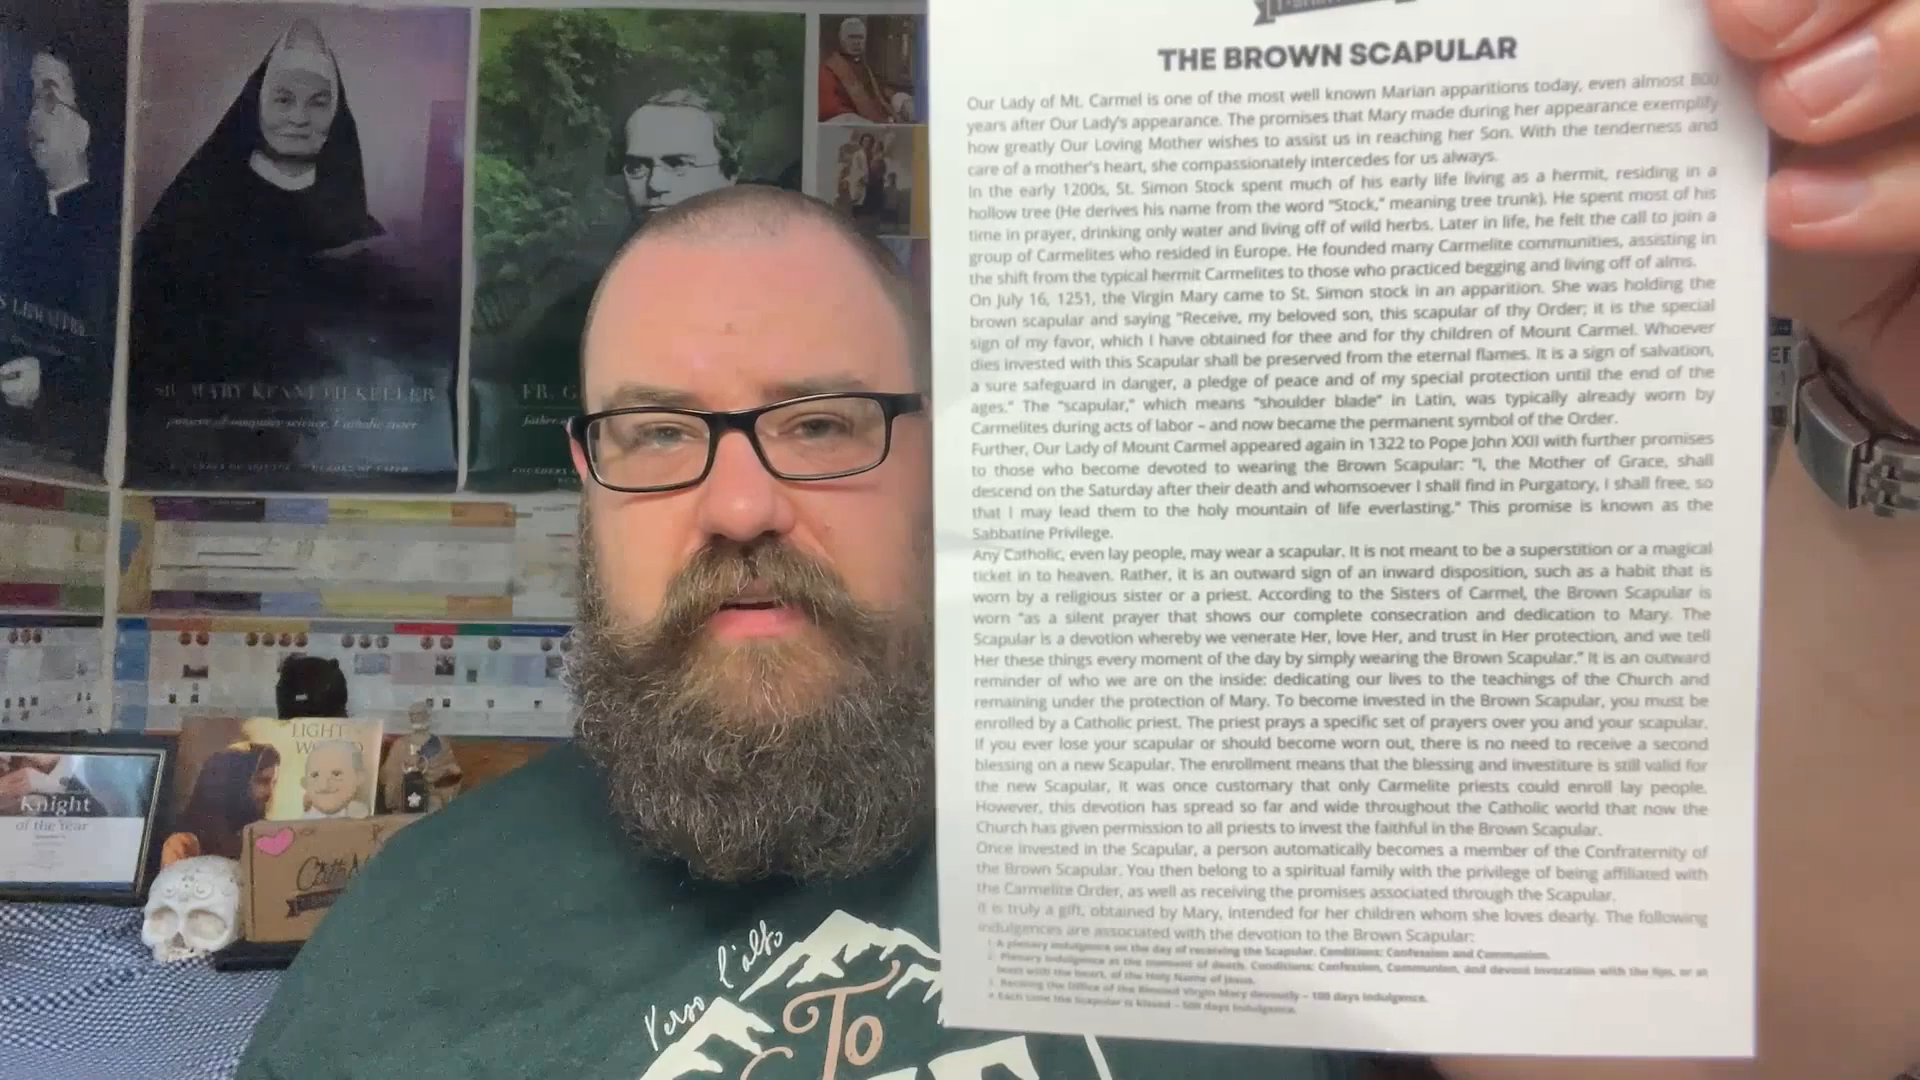 THE BROWN SCAPULAR
Our Lady of Mt. Carmel is one of the most well known Marian apparitions today, even almost 800
years after Our Lady's appearance. The promises that Mary made during her appearance exemplify
how greatly Our Loving Mother wishes to assist us in reaching her Son. With the tenderness and
care of a mother's heart, she compassionately intercedes for us always.
In the early 1200s, St. Simon Stock spent much of his early life living as a hermit, residing in a
hollow tree (He derives his name from the word "Stock," meaning tree trunk). He spent most of his
time in prayer, drinking only water and living off of wild herbs. Later in life, he felt the call to join a
group of Carmelites who resided in Europe. He founded many Carmelite communities, assisting in
the shift from the typical hermit Carmelites to those who practiced begging and living off of alms.
On July 16, 1251, the Virgin Mary came to St. Simon stock in an apparition. She was holding the
brown scapular and saying "Receive, my beloved son, this scapular of thy Order; it is the special
sign of my favor, which I have obtained for thee and for thy children of Mount Carmel. Whoever
dies invested with this Scapular shall be preserved from the eternal flames. It is a sign of salvation,
a sure safeguard in danger, a pledge of peace and of my special protection until the end of the
ages." The "scapular," which means "shoulder blade" in Latin, was typically already worn by
Carmelites during acts of labor – and now became the permanent symbol of the Order.
Further, Our Lady of Mount Carmel appeared again in 1322 to Pope John XXII with further promises
to those who become devoted to wearing the Brown Scapular: "I, the Mother of Grace, shall
descend on the Saturday after their death and whomsoever I shall find in Purgatory, I shall free, so
that I may lead them to the holy mountain of life everlasting." This promise is known as the
Sabbatine Privilege.
Any Catholic, even lay people, may wear a scapular. It is not meant to be a superstition or a magical
ticket in to heaven. Rather, it is an outward sign of an inward disposition, such as a habit that is
worn by a religious sister or a priest. According to the Sisters of Carmel, the Brown Scapular is
worn "as a silent prayer that shows our complete consecration and dedication to Mary. The
Scapular is a devotion whereby we venerate Her, love Her, and trust in Her protection, and we tell
Her these things every moment of the day by simply wearing the Brown Scapular." It is an outward
reminder of who we are on the inside: dedicating our lives to the teachings of the Church and
remaining under the protection of Mary. To become invested in the Brown Scapular, you must be
enrolled by a Catholic priest. The priest prays a specific set of prayers over you and your scapular.
If you ever lose your scapular or should become worn out, there is no need to receive a second
blessing on a new Scapular. The enrollment means that the blessing and investiture is still valid for
the new Scapular, It was once customary that only Carmelite priests could enroll lay people.
However, this devotion has spread so far and wide throughout the Catholic world that now the
Church has given permission to all priests to invest the faithful in the Brown Scapular.
Once invested in the Scapular, a person automatically becomes a member of the Confraternity of
the Brown Scapular. You then belong to a spiritual family with the privilege of being affiliated with
the Carmelite Order, as well as receiving the promises associated through the Scapular.
It is truly a gift, obtained by Mary, intended for her children whom she loves dearly. The following
indulgences are associated with the devotion to the Brown Scapular:
1. A plenary indulgence on the day of receiving the Scapular. Conditions: Confession and Communion.
2. Plenary indulgence at the moment of death. Conditions: Confession, Communion, and devout invocation with the lips, or at
least with the heart, of the Holy Name of Jesus.
3. Reciting the Office of the Blessed Virgin Mary devoutly – 100 days indulgence.
4. Each time the Scapular is kissed – 500 days indulgence.
SR. MARY KENNETH KELLER
pioneer of computer science, Catholic sister
FR. G
father of
LIGHT
Knight
of the Year
Verso l'alto
To